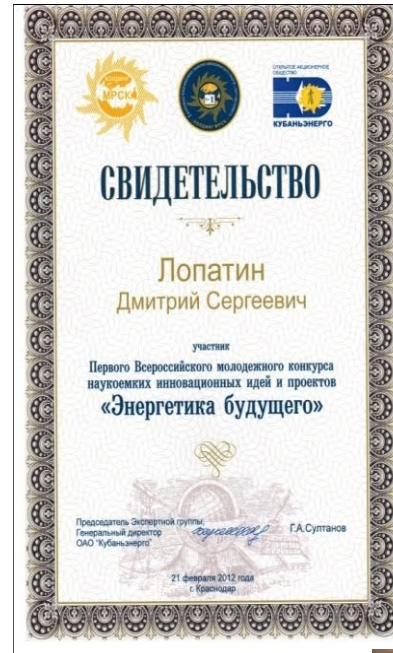 МРСК
ОТКРЫТОЕ АКЦИОНЕРНОЕ
ОБЩЕСТВО
КУБАНЬЭНЕРГО
СВИДЕТЕЛЬСТВО
Лопатин
Дмитрий Сергеевич
участник
Первого Всероссийского молодежного конкурса
наукоемких инновационных идей и проектов
«Энергетика будущего»
Председатель Экспертной группы,
Генеральный директор
ОАО "Кубаньэнерго"
Г.А.Султанов
21 февраля 2012 года
г. Краснодар